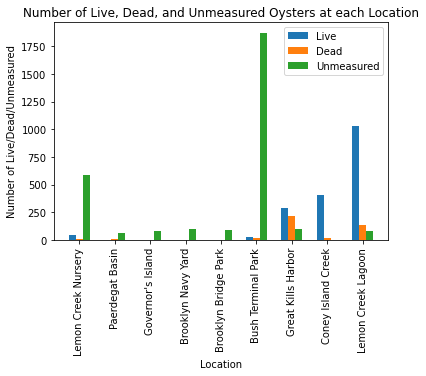 Number of Live, Dead, and Unmeasured Oysters at each Location
Number of Live/Dead/Unmeasured
1750
1500
1250
1000
750
500
250
0
Live
Dead
Unmeasured
Lemon Creek Nursery
Paerdegat Basin
Governor's Island
Brooklyn Navy Yard
Brooklyn Bridge Park
Bush Terminal Park
Great Kills Harbor
Coney Island Creek
Lemon Creek Lagoon
Location